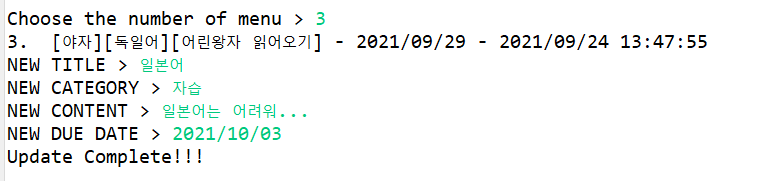 Choose the number of menu > 3
3.  [야자][독일어][어린왕자 읽어오기] - 2021/09/29 - 2021/09/24 13:47:55
NEW TITLE > 일본어
NEW CATEGORY > 자습
NEW CONTENT > 일본어는 어려워...
NEW DUE DATE > 2021/10/03
Update Complete!!!